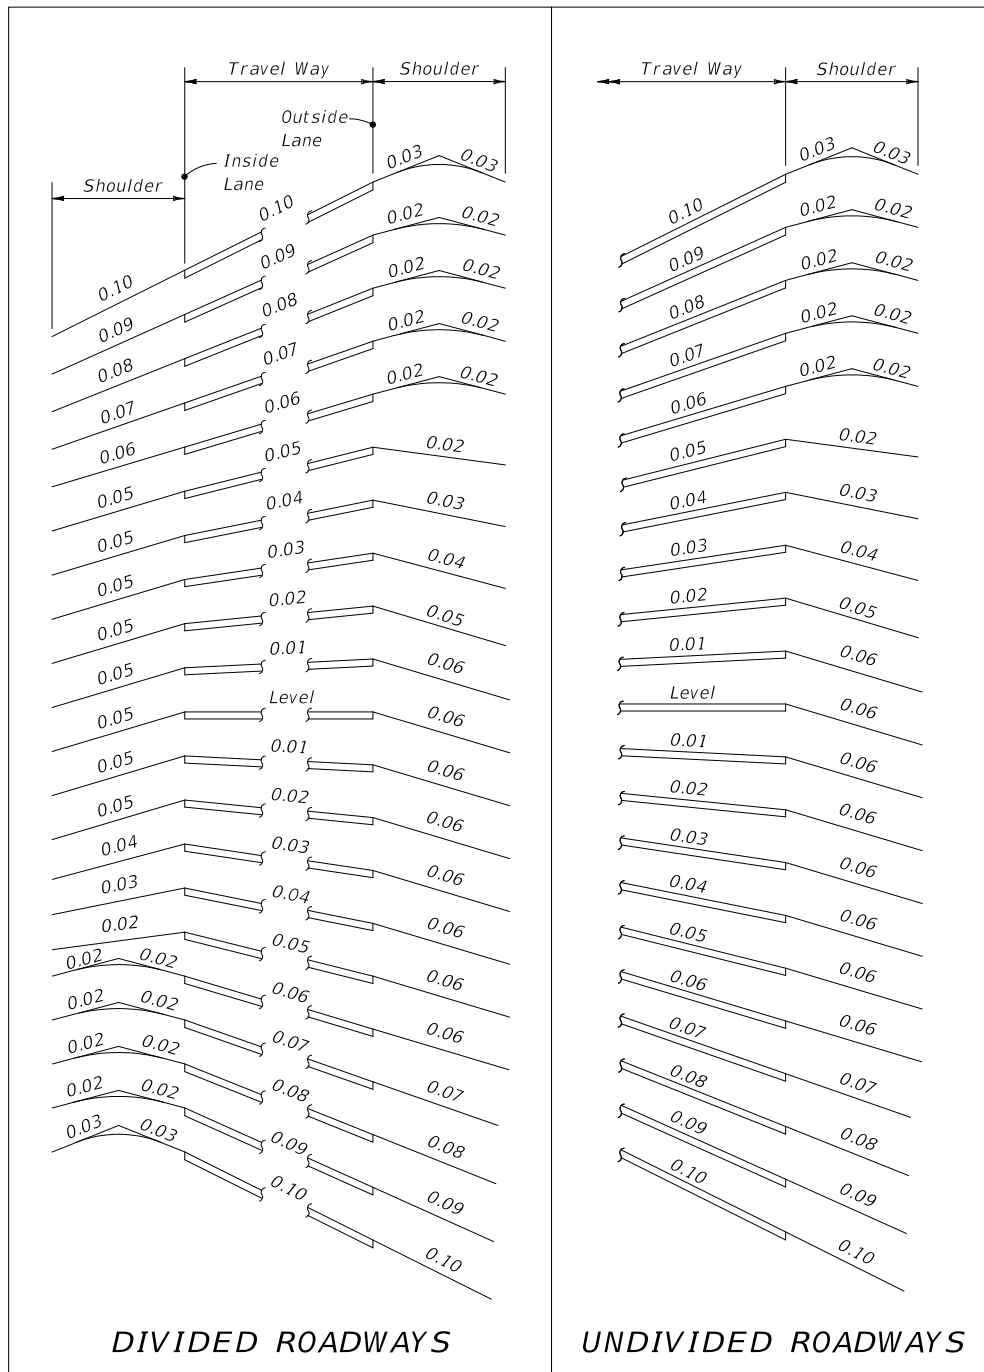 Travel Way
Shoulder
Outside
Lane
Inside
Lane
Shoulder
0.10 0.10 0.03 0.03
0.09 0.09 0.02 0.02
0.08 0.08 0.02 0.02
0.07 0.07 0.02 0.02
0.06 0.06 0.02 0.02
0.05 0.05 0.02
0.05 0.04 0.03
0.05 0.03 0.04
0.05 0.02 0.05
0.05 0.01 0.06
0.05 Level 0.06
0.05 0.01 0.06
0.05 0.02 0.06
0.04 0.03 0.06
0.03 0.04 0.06
0.02 0.05 0.06
0.02 0.02 0.06 0.06
0.02 0.02 0.07 0.07
0.02 0.02 0.08 0.08
0.02 0.02 0.09 0.09
0.03 0.03 0.10 0.10
DIVIDED ROADWAYS
Travel Way
Shoulder
0.10 0.03 0.03
0.09 0.02 0.02
0.08 0.02 0.02
0.07 0.02 0.02
0.06 0.02 0.02
0.05 0.02
0.04 0.03
0.03 0.04
0.02 0.05
0.01 0.06
Level 0.06
0.01 0.06
0.02 0.06
0.03 0.06
0.04 0.06
0.05 0.06
0.06 0.06
0.07 0.07
0.08 0.08
0.09 0.09
0.10 0.10
UNDIVIDED ROADWAYS